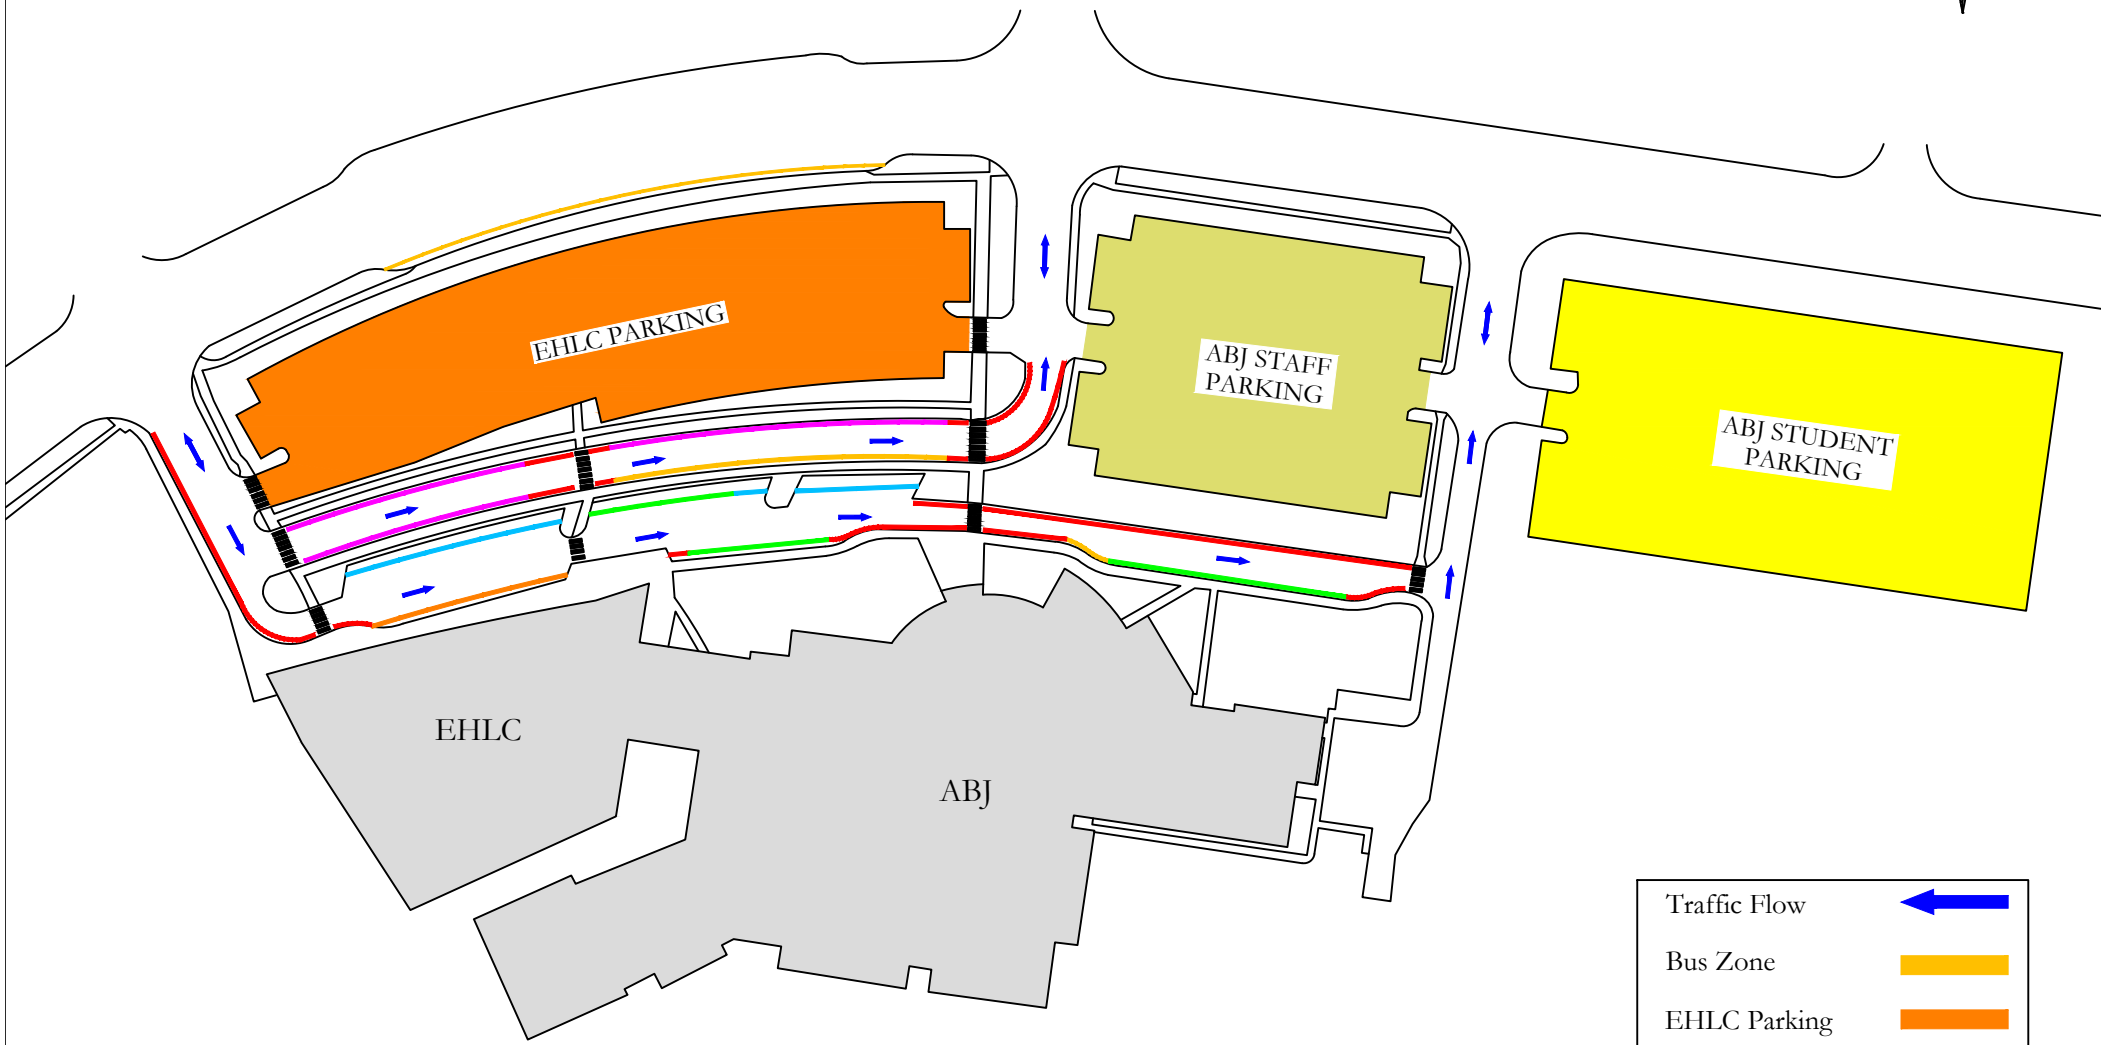 EHLC PARKING
ABJ STAFF
PARKING
ABJ STUDENT
PARKING
EHLC
ABJ
Traffic Flow
Bus Zone
EHLC Parking